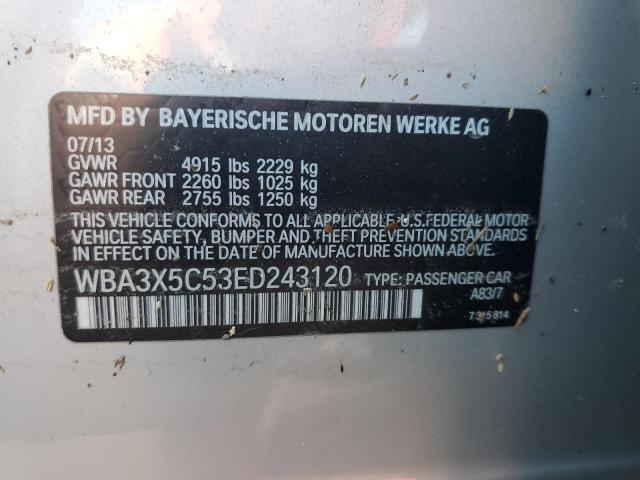 MFD BY BAYERISCHE MOTOREN WERKE AG
07/13
GVWR 4915 lbs 2229 kg
GAWR FRONT 2260 lbs 1025 kg
GAWR REAR 2755 lbs 1250 kg
THIS VEHICLE CONFORMS TO ALL APPLICABLE U.S. FEDERAL MOTOR
VEHICLE SAFETY, BUMPER AND THEFT PREVENTION STANDARDS
IN EFFECT ON THE DATE OF MANUFACTURE SHOWN ABOVE.
WBA3X5C53ED243120 TYPE: PASSENGER CAR
A83/7
7315814